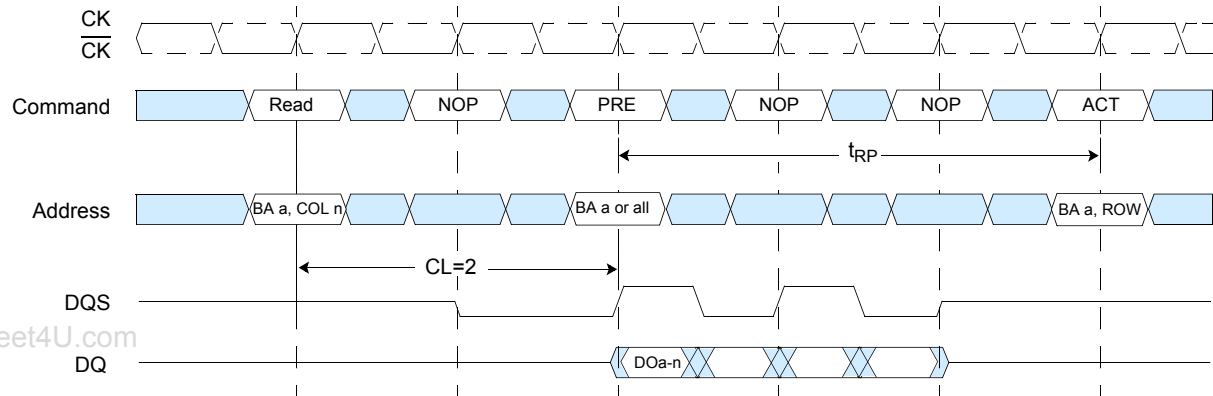 CK
CK
Command Read NOP PRE NOP NOP ACT
tRP
Address BA a, COL n BA a or all BA a, ROW
CL=2
DQS
eet4U.com
DQ DOa-n